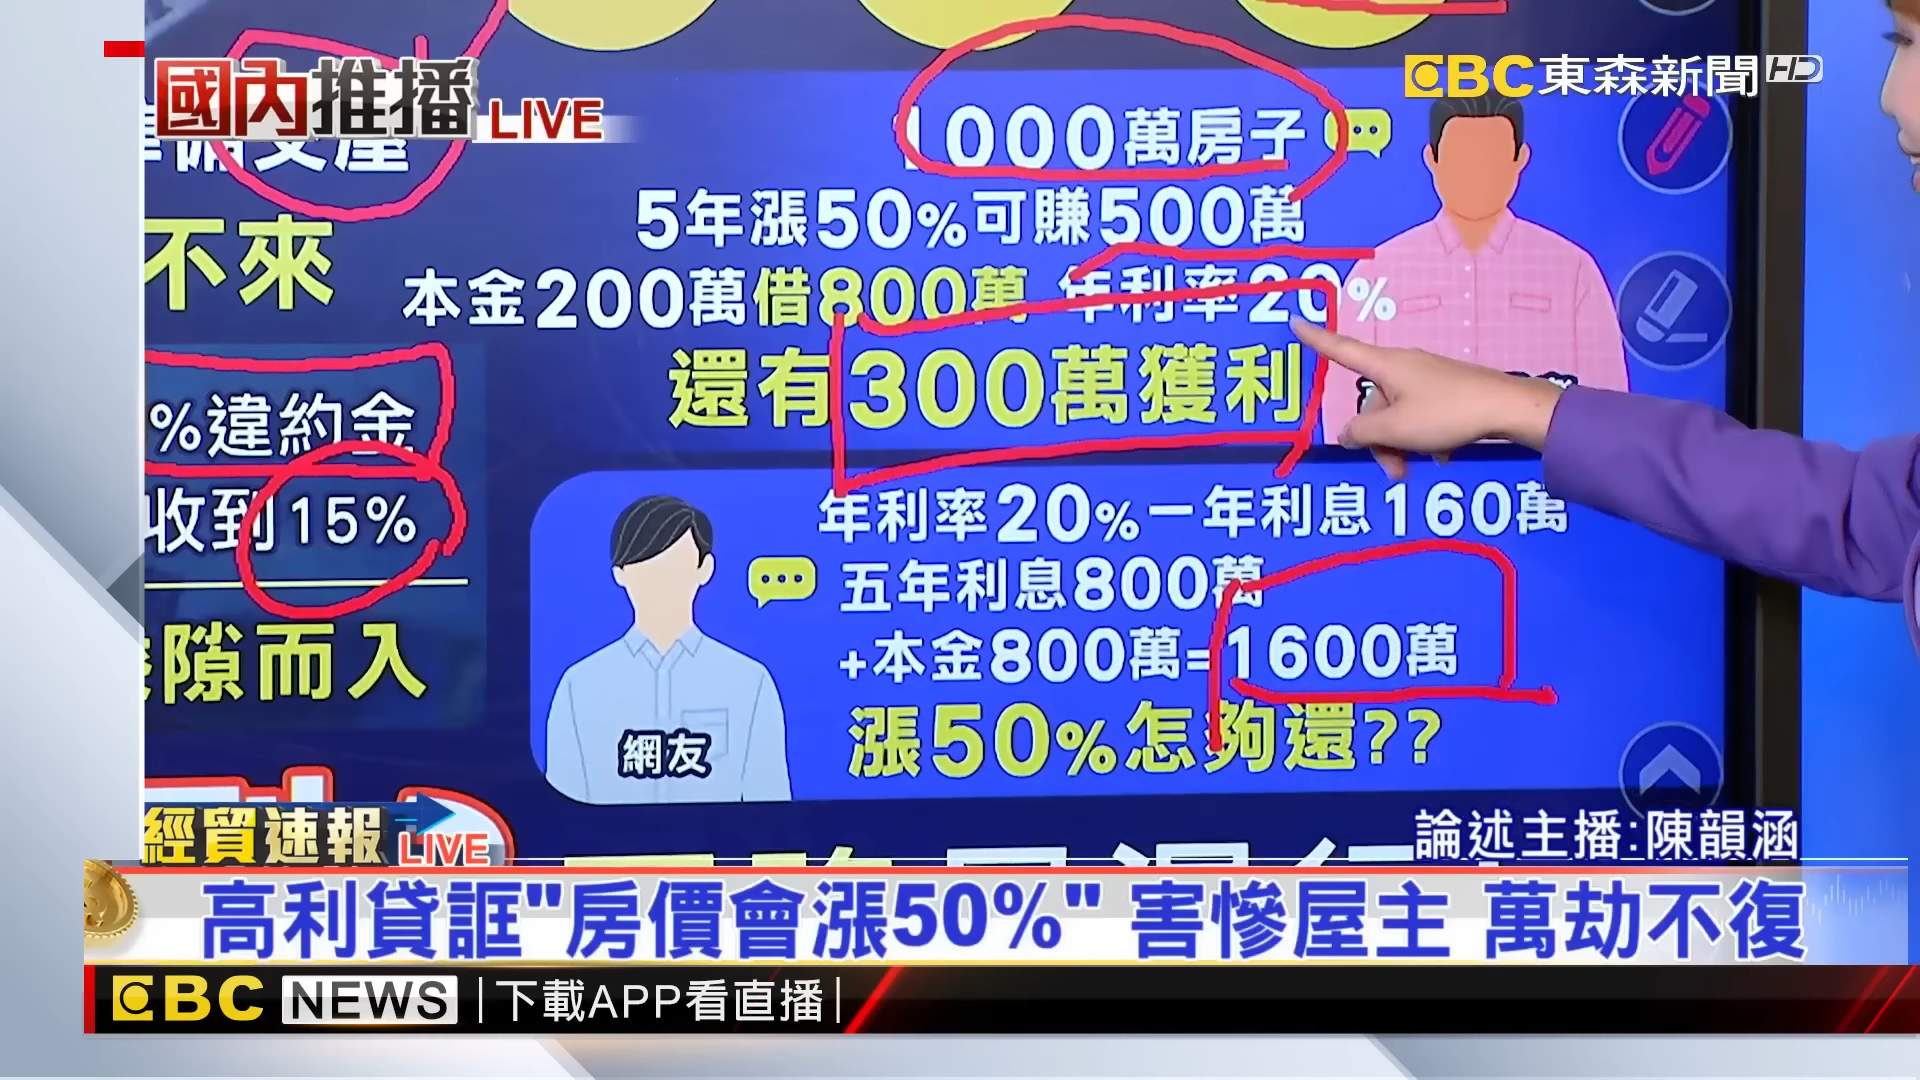 國內推播 LIVE
EBC東森新聞HD
1000萬房子
5年漲50%可賺500萬
不來
本金200萬借800萬 年利率20%
還有300萬獲利
%違約金
收到15%
年利率20%一年利息160萬
五年利息800萬
+本金800萬=1600萬
隙而入
漲50%怎夠還??
網友
經貿速報 LIVE
論述主播:陳韻涵
高利貸誆"房價會漲50%" 害慘屋主 萬劫不復
EBC NEWS 下載APP看直播